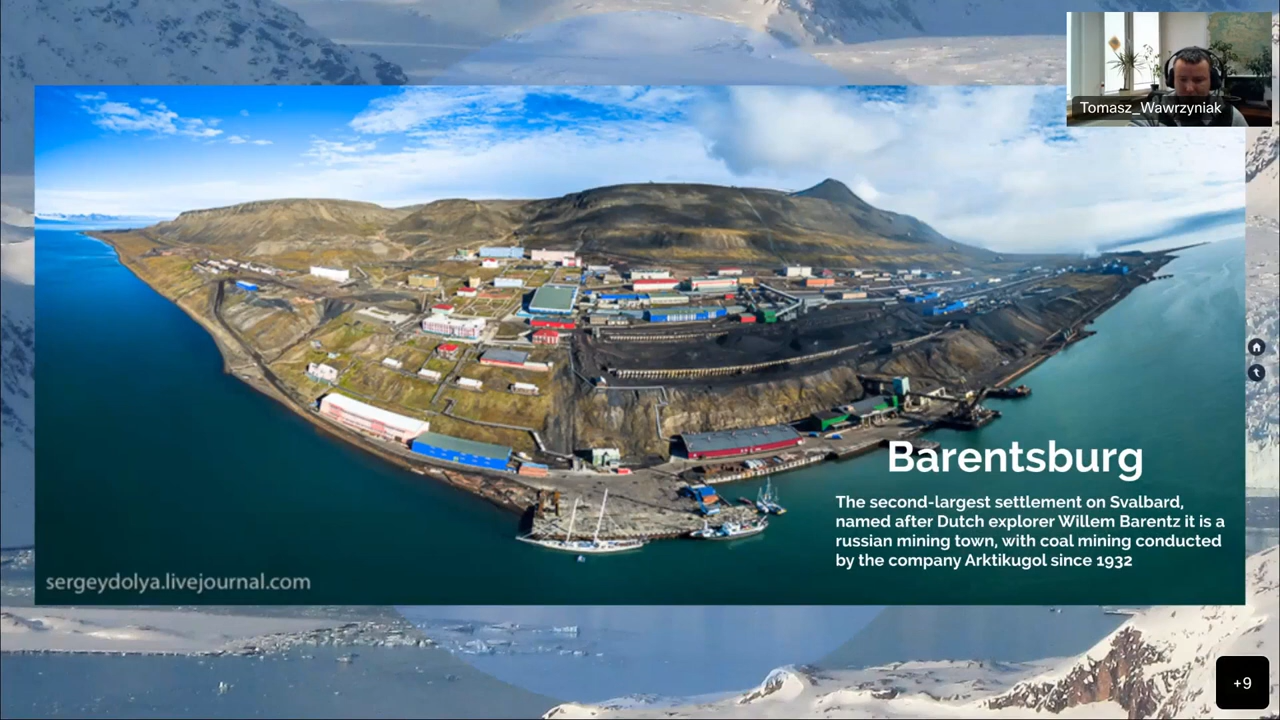 Tomasz_Wawrzyniak
Barentsburg
The second-largest settlement on Svalbard,
named after Dutch explorer Willem Barentz it is a
russian mining town, with coal mining conducted
by the company Arktikugol since 1932
sergeydolya.livejournal.com
+9